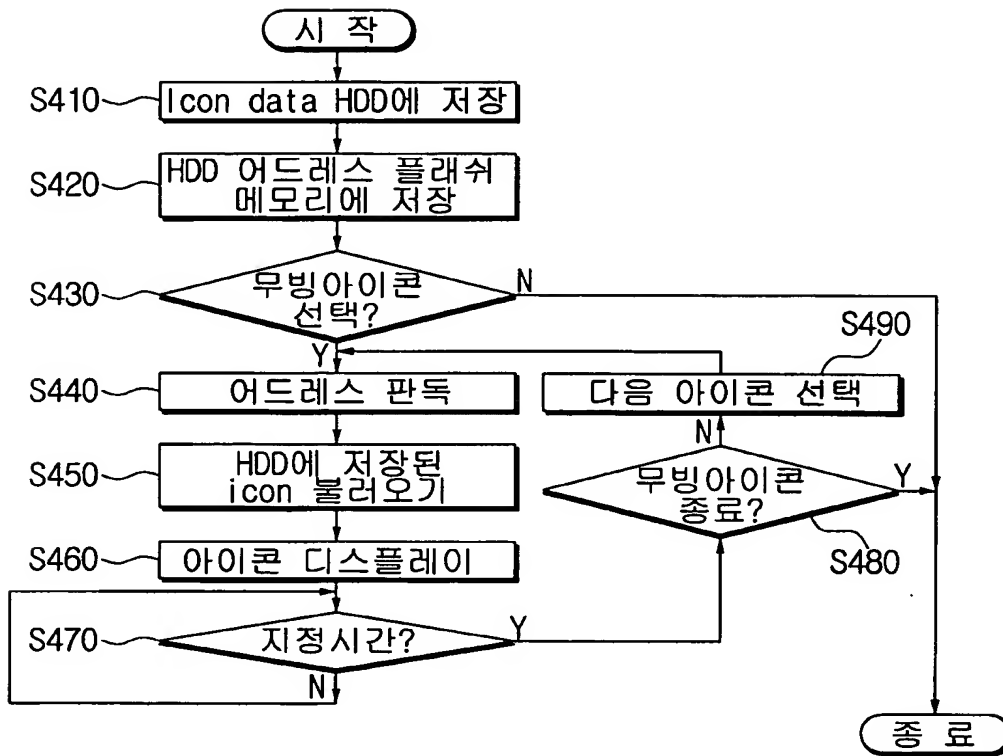 시 작
S410
Icon data HDD에 저장
S420
HDD 어드레스 플래쉬
메모리에 저장
S430
무빙아이콘
선택?
N
Y
S440
어드레스 판독
S490
다음 아이콘 선택
N
S450
HDD에 저장된
icon 불러오기
무빙아이콘
종료?
Y
S480
S460
아이콘 디스플레이
S470
지정시간?
Y
N
종 료